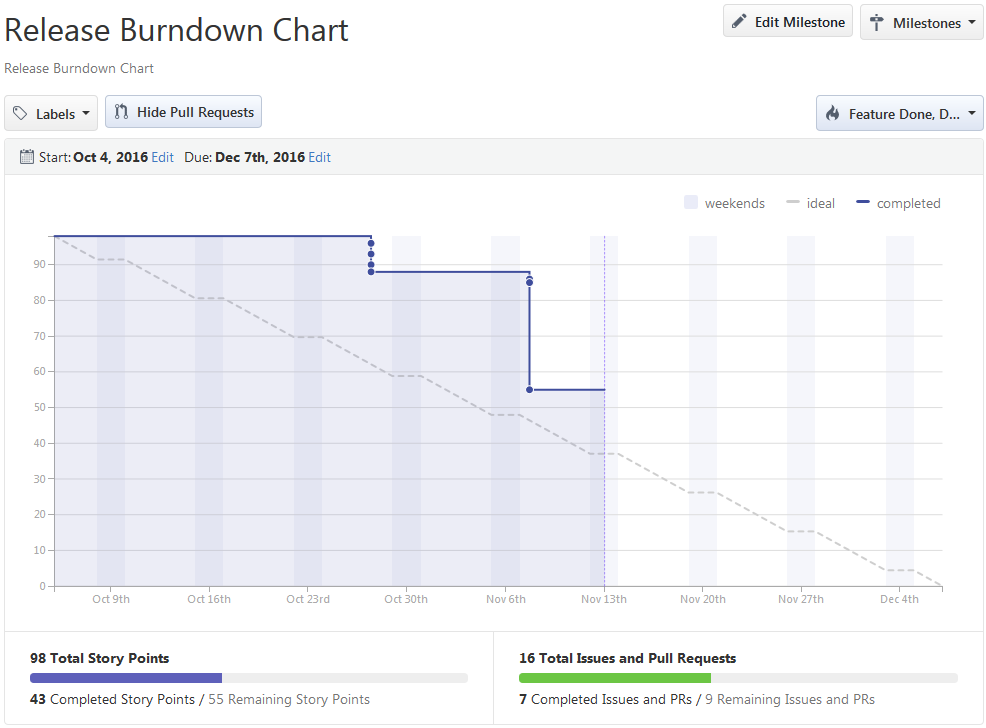 Release Burndown Chart
Edit Milestone
Milestones
Release Burndown Chart
Labels
Hide Pull Requests
Feature Done, D...
Start: Oct 4, 2016 Edit Due: Dec 7th, 2016 Edit
weekends
ideal
completed
90
80
70
60
50
40
30
20
10
0
Oct 9th
Oct 16th
Oct 23rd
Oct 30th
Nov 6th
Nov 13th
Nov 20th
Nov 27th
Dec 4th
98 Total Story Points
43 Completed Story Points / 55 Remaining Story Points
16 Total Issues and Pull Requests
7 Completed Issues and PRs / 9 Remaining Issues and PRs